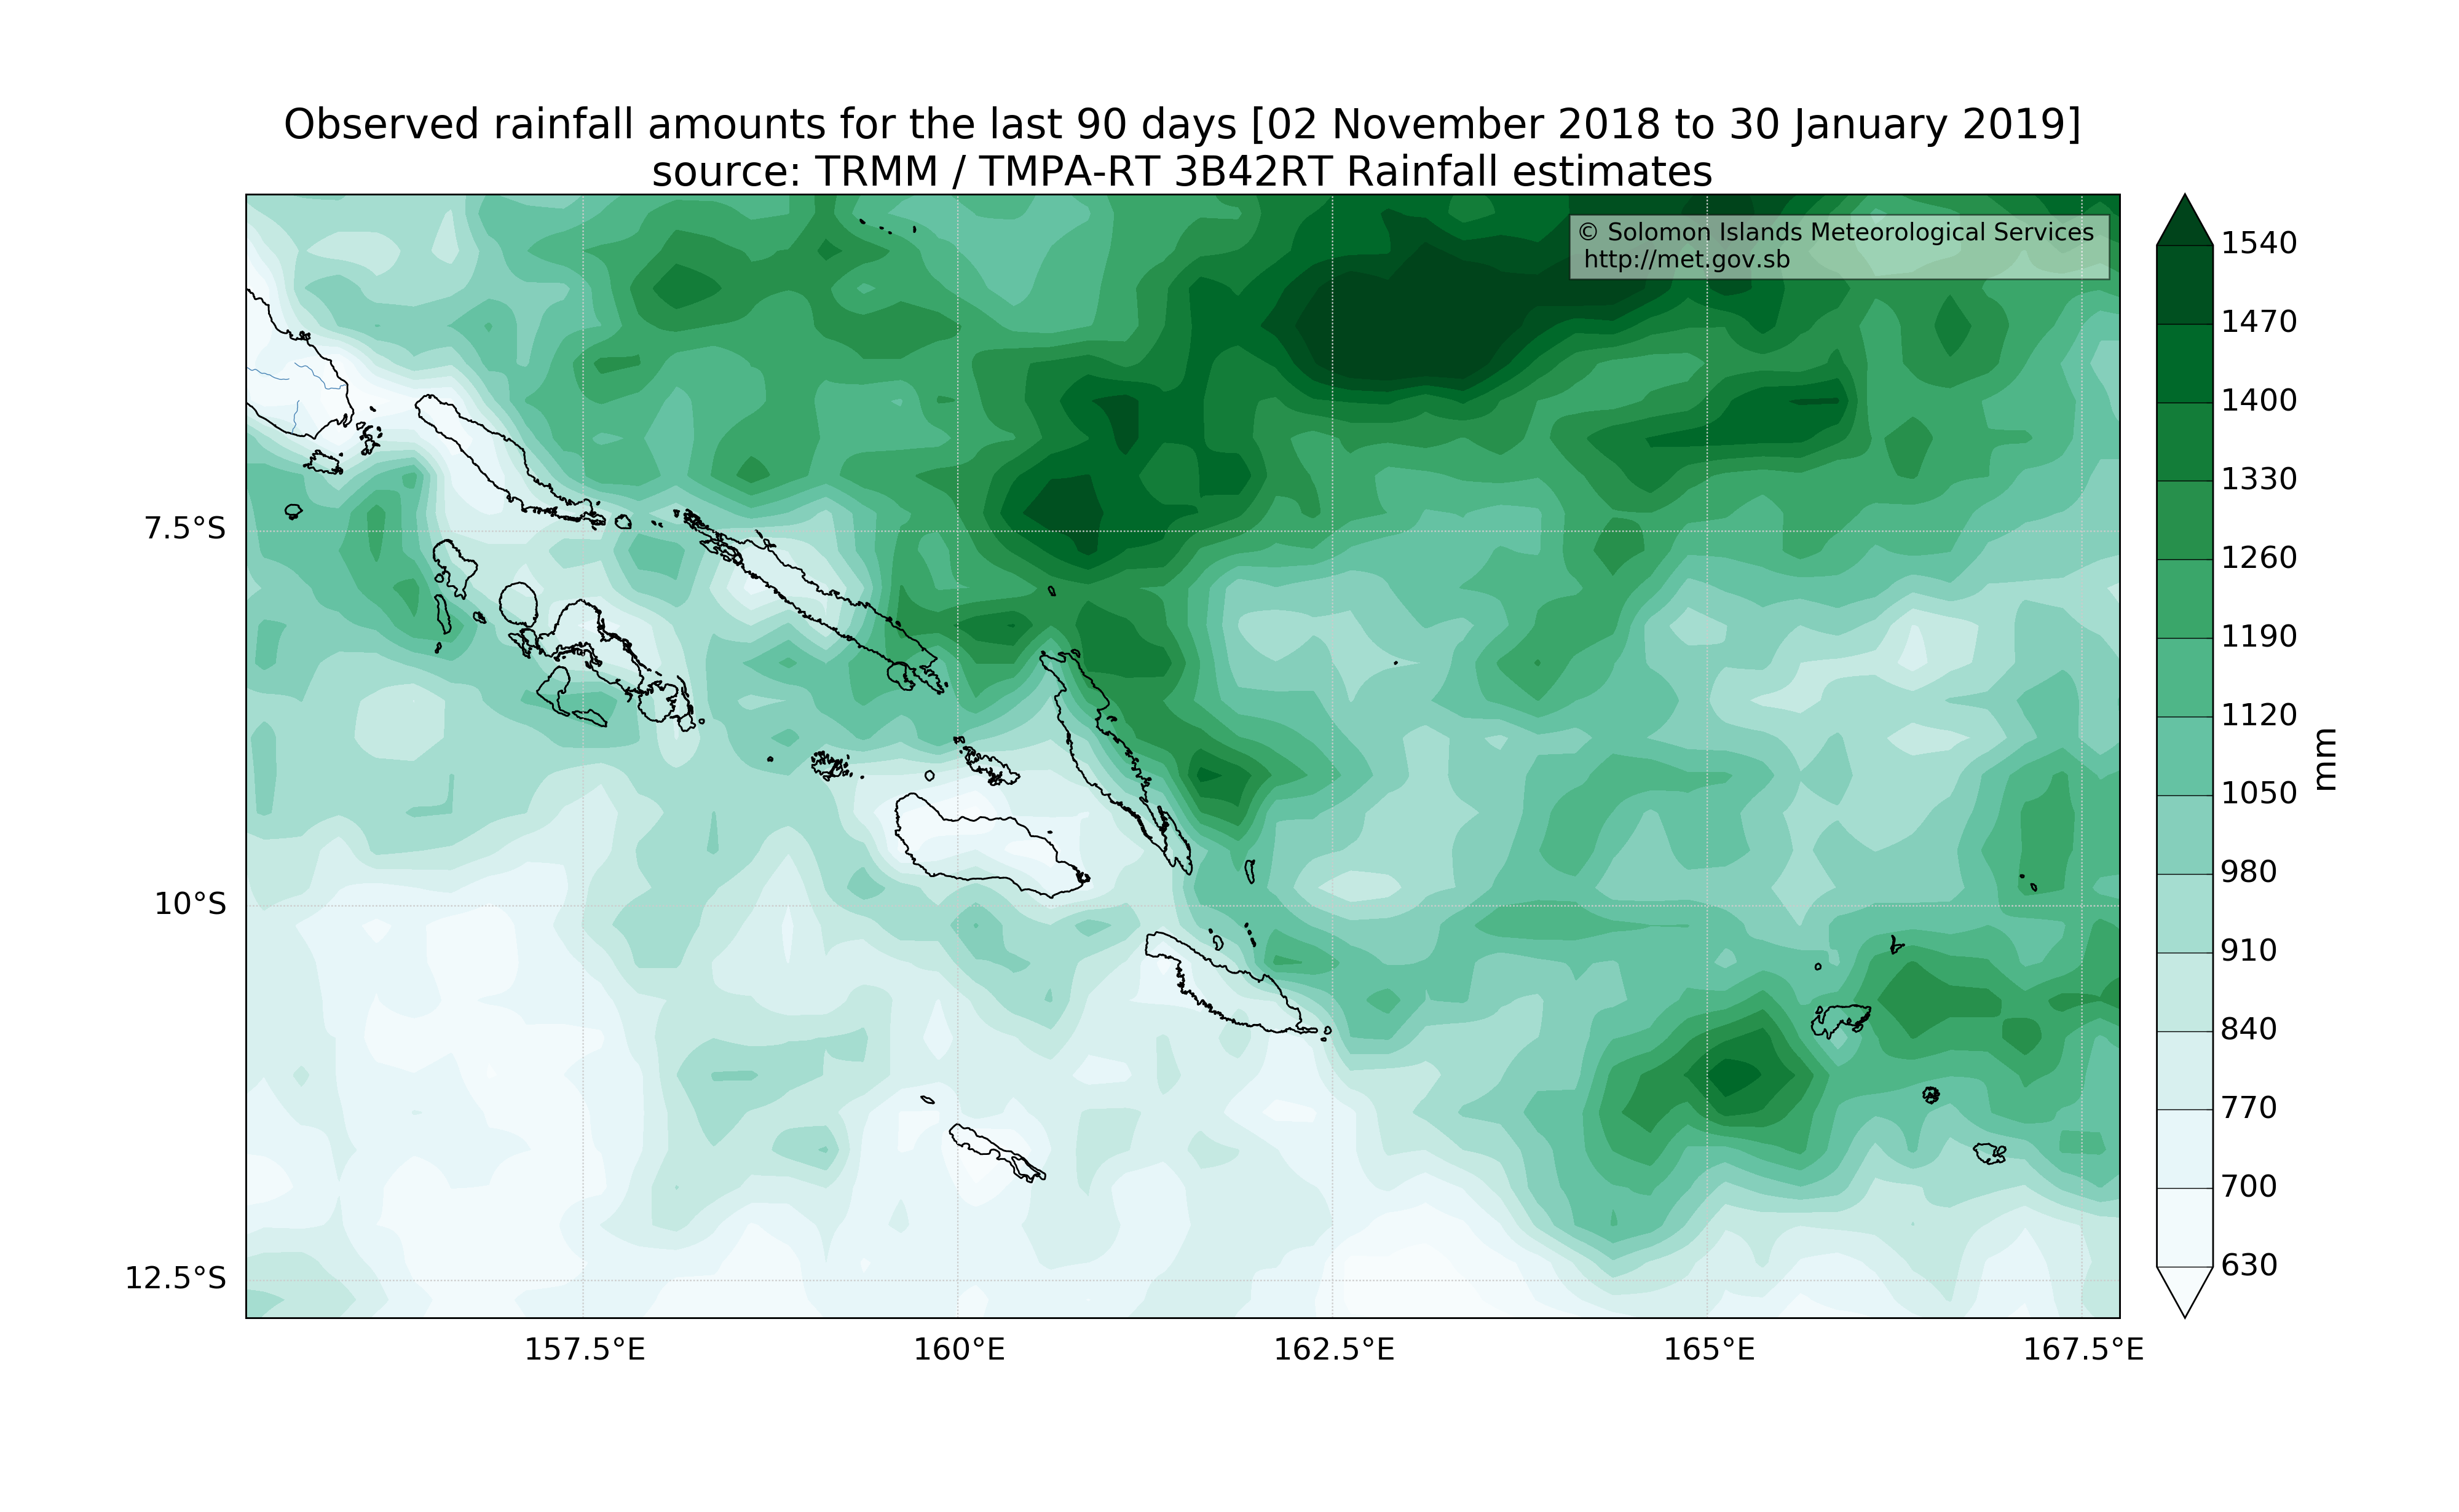 Observed rainfall amounts for the last 90 days [02 November 2018 to 30 January 2019]
source: TRMM / TMPA-RT 3B42RT Rainfall estimates
© Solomon Islands Meteorological Services
http://met.gov.sb
7.5°S
10°S
12.5°S
157.5°E
160°E
162.5°E
165°E
167.5°E
1540
1470
1400
1330
1260
1190
1120
1050
980
910
840
770
700
630
mm